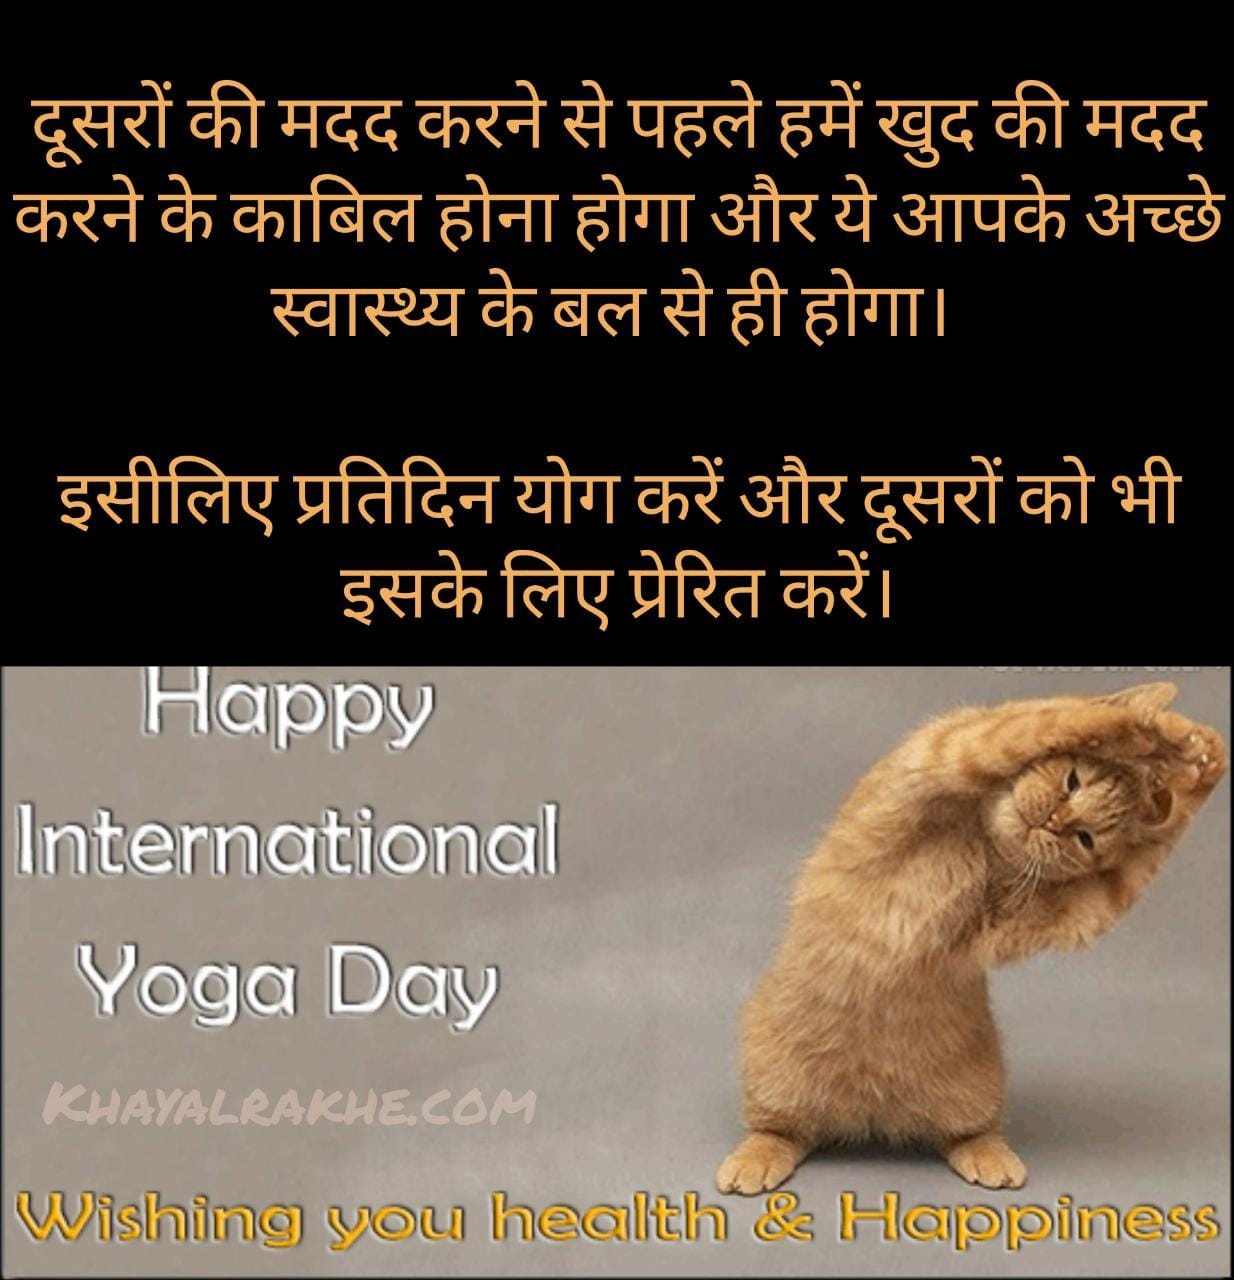 दूसरों की मदद करने से पहले हमें खुद की मदद
करने के काबिल होना होगा और ये आपके अच्छे
स्वास्थ्य के बल से ही होगा।
इसीलिए प्रतिदिन योग करें और दूसरों को भी
इसके लिए प्रेरित करें।
Happy
International
Yoga Day
Khayalrakhe.com
Wishing you health & Happiness